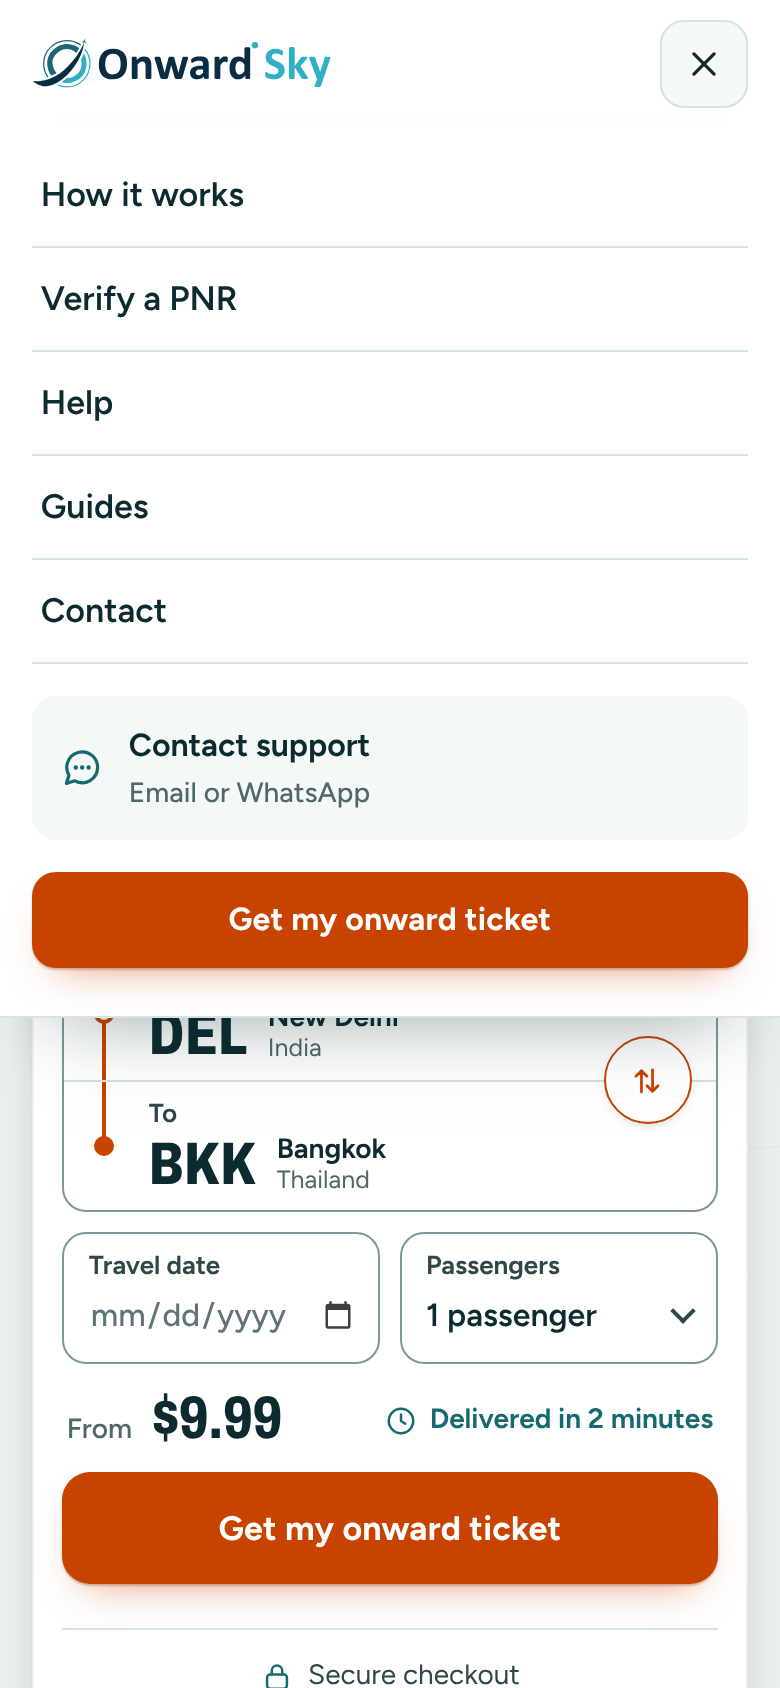 Onward Sky
How it works
Verify a PNR
Help
Guides
Contact
Contact support
Email or WhatsApp
Get my onward ticket
DEL New Delhi
India
To
BKK Bangkok
Thailand
Travel date
mm/dd/yyyy
Passengers
1 passenger
From $9.99
Delivered in 2 minutes
Get my onward ticket
Secure checkout